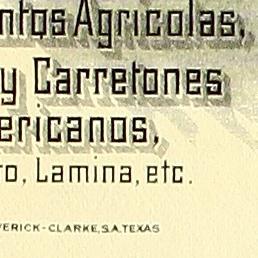 ntos Agricolas,
y Carretones
ericanos,
ro, Lamina, etc.
VERICK-CLARKE, S.A. TEXAS